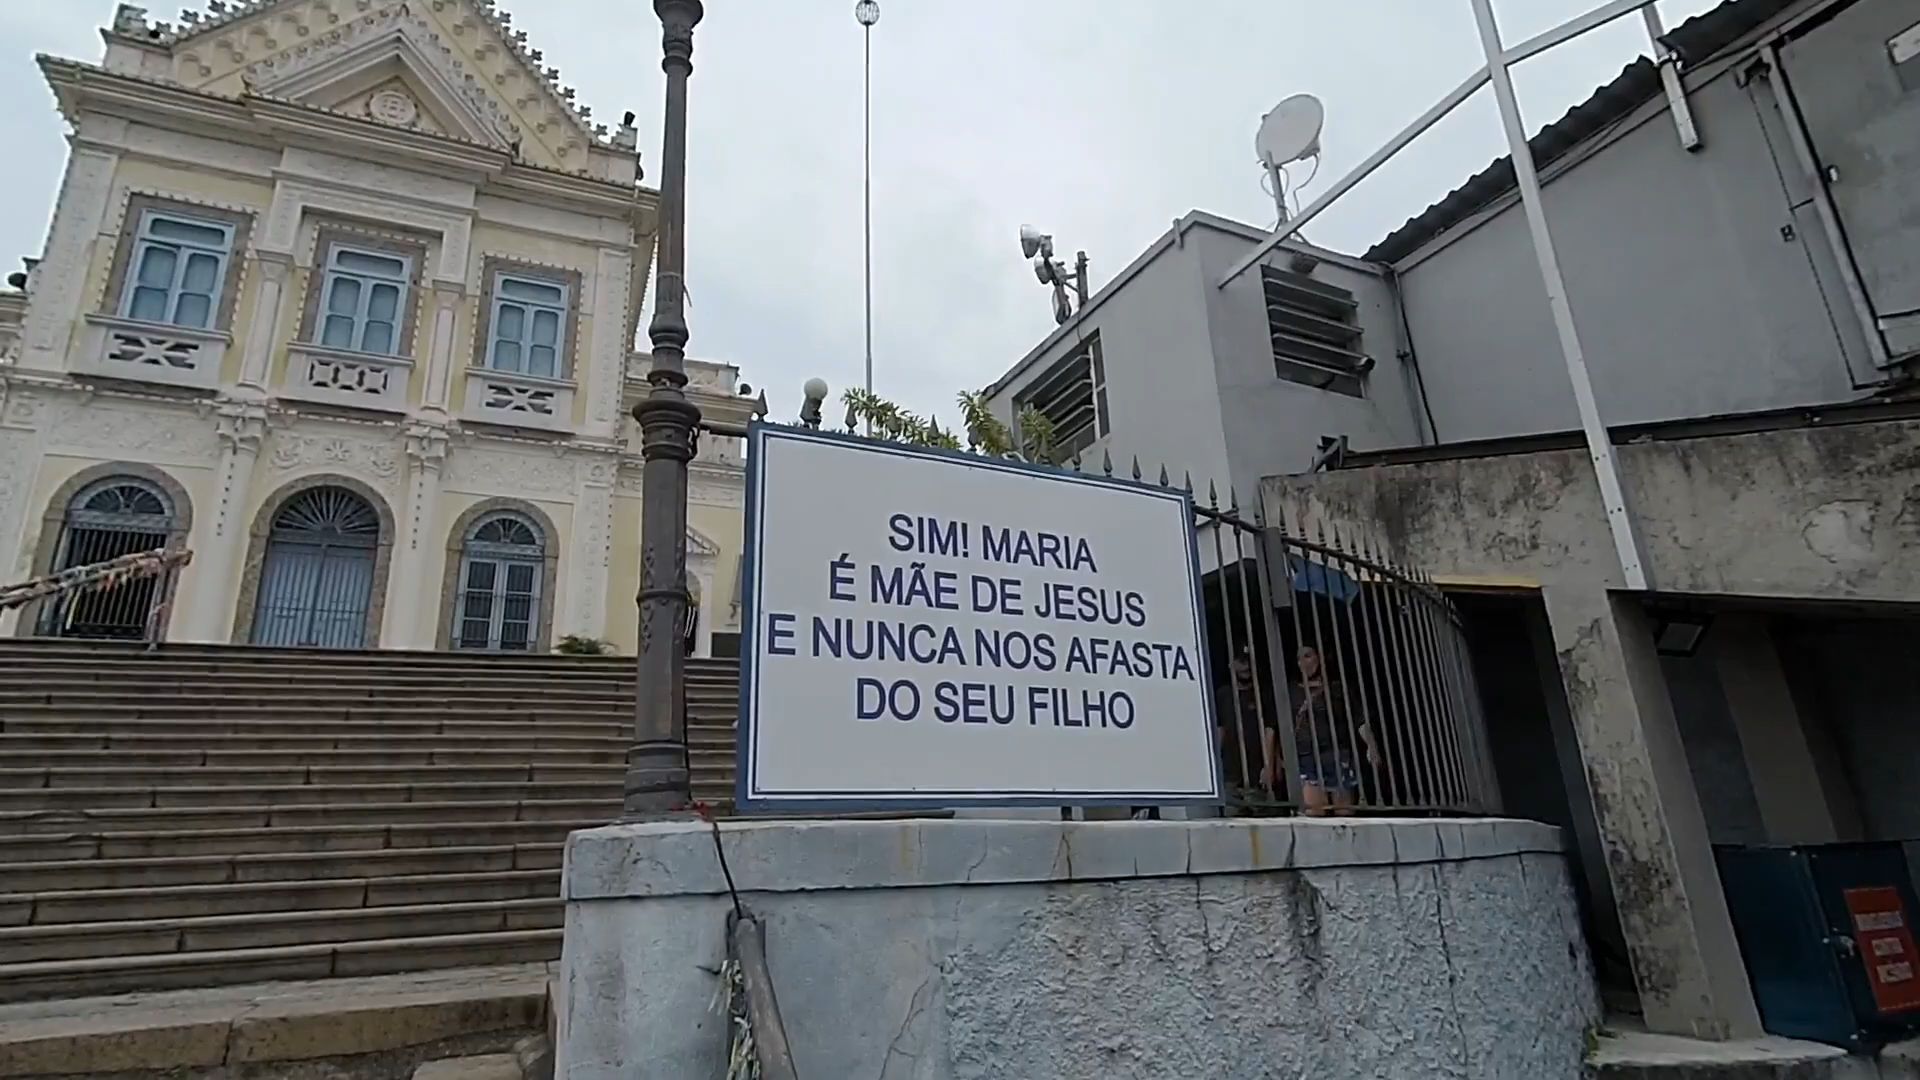 SIM! MARIA
É MÃE DE JESUS
E NUNCA NOS AFASTA
DO SEU FILHO